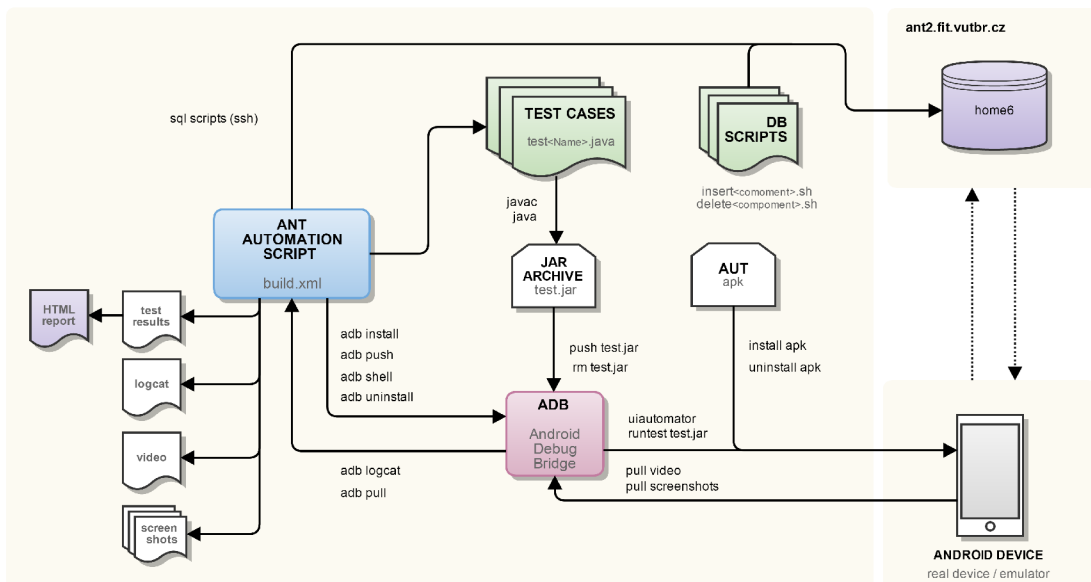 ant2.fit.vutbr.cz
home6
sql scripts (ssh)
TEST CASES
test<Name>.java
DB
SCRIPTS
insert<comoment>.sh
delete<compoment>.sh
javac
java
ANT
AUTOMATION
SCRIPT
build.xml
JAR
ARCHIVE
test.jar
AUT
apk
HTML
report
test
results
logcat
video
screen
shots
adb install
adb push
adb shell
adb uninstall
push test.jar
rm test.jar
install apk
uninstall apk
ADB
Android
Debug
Bridge
uiautomator
runtest test.jar
adb logcat
adb pull
pull video
pull screenshots
ANDROID DEVICE
real device / emulator